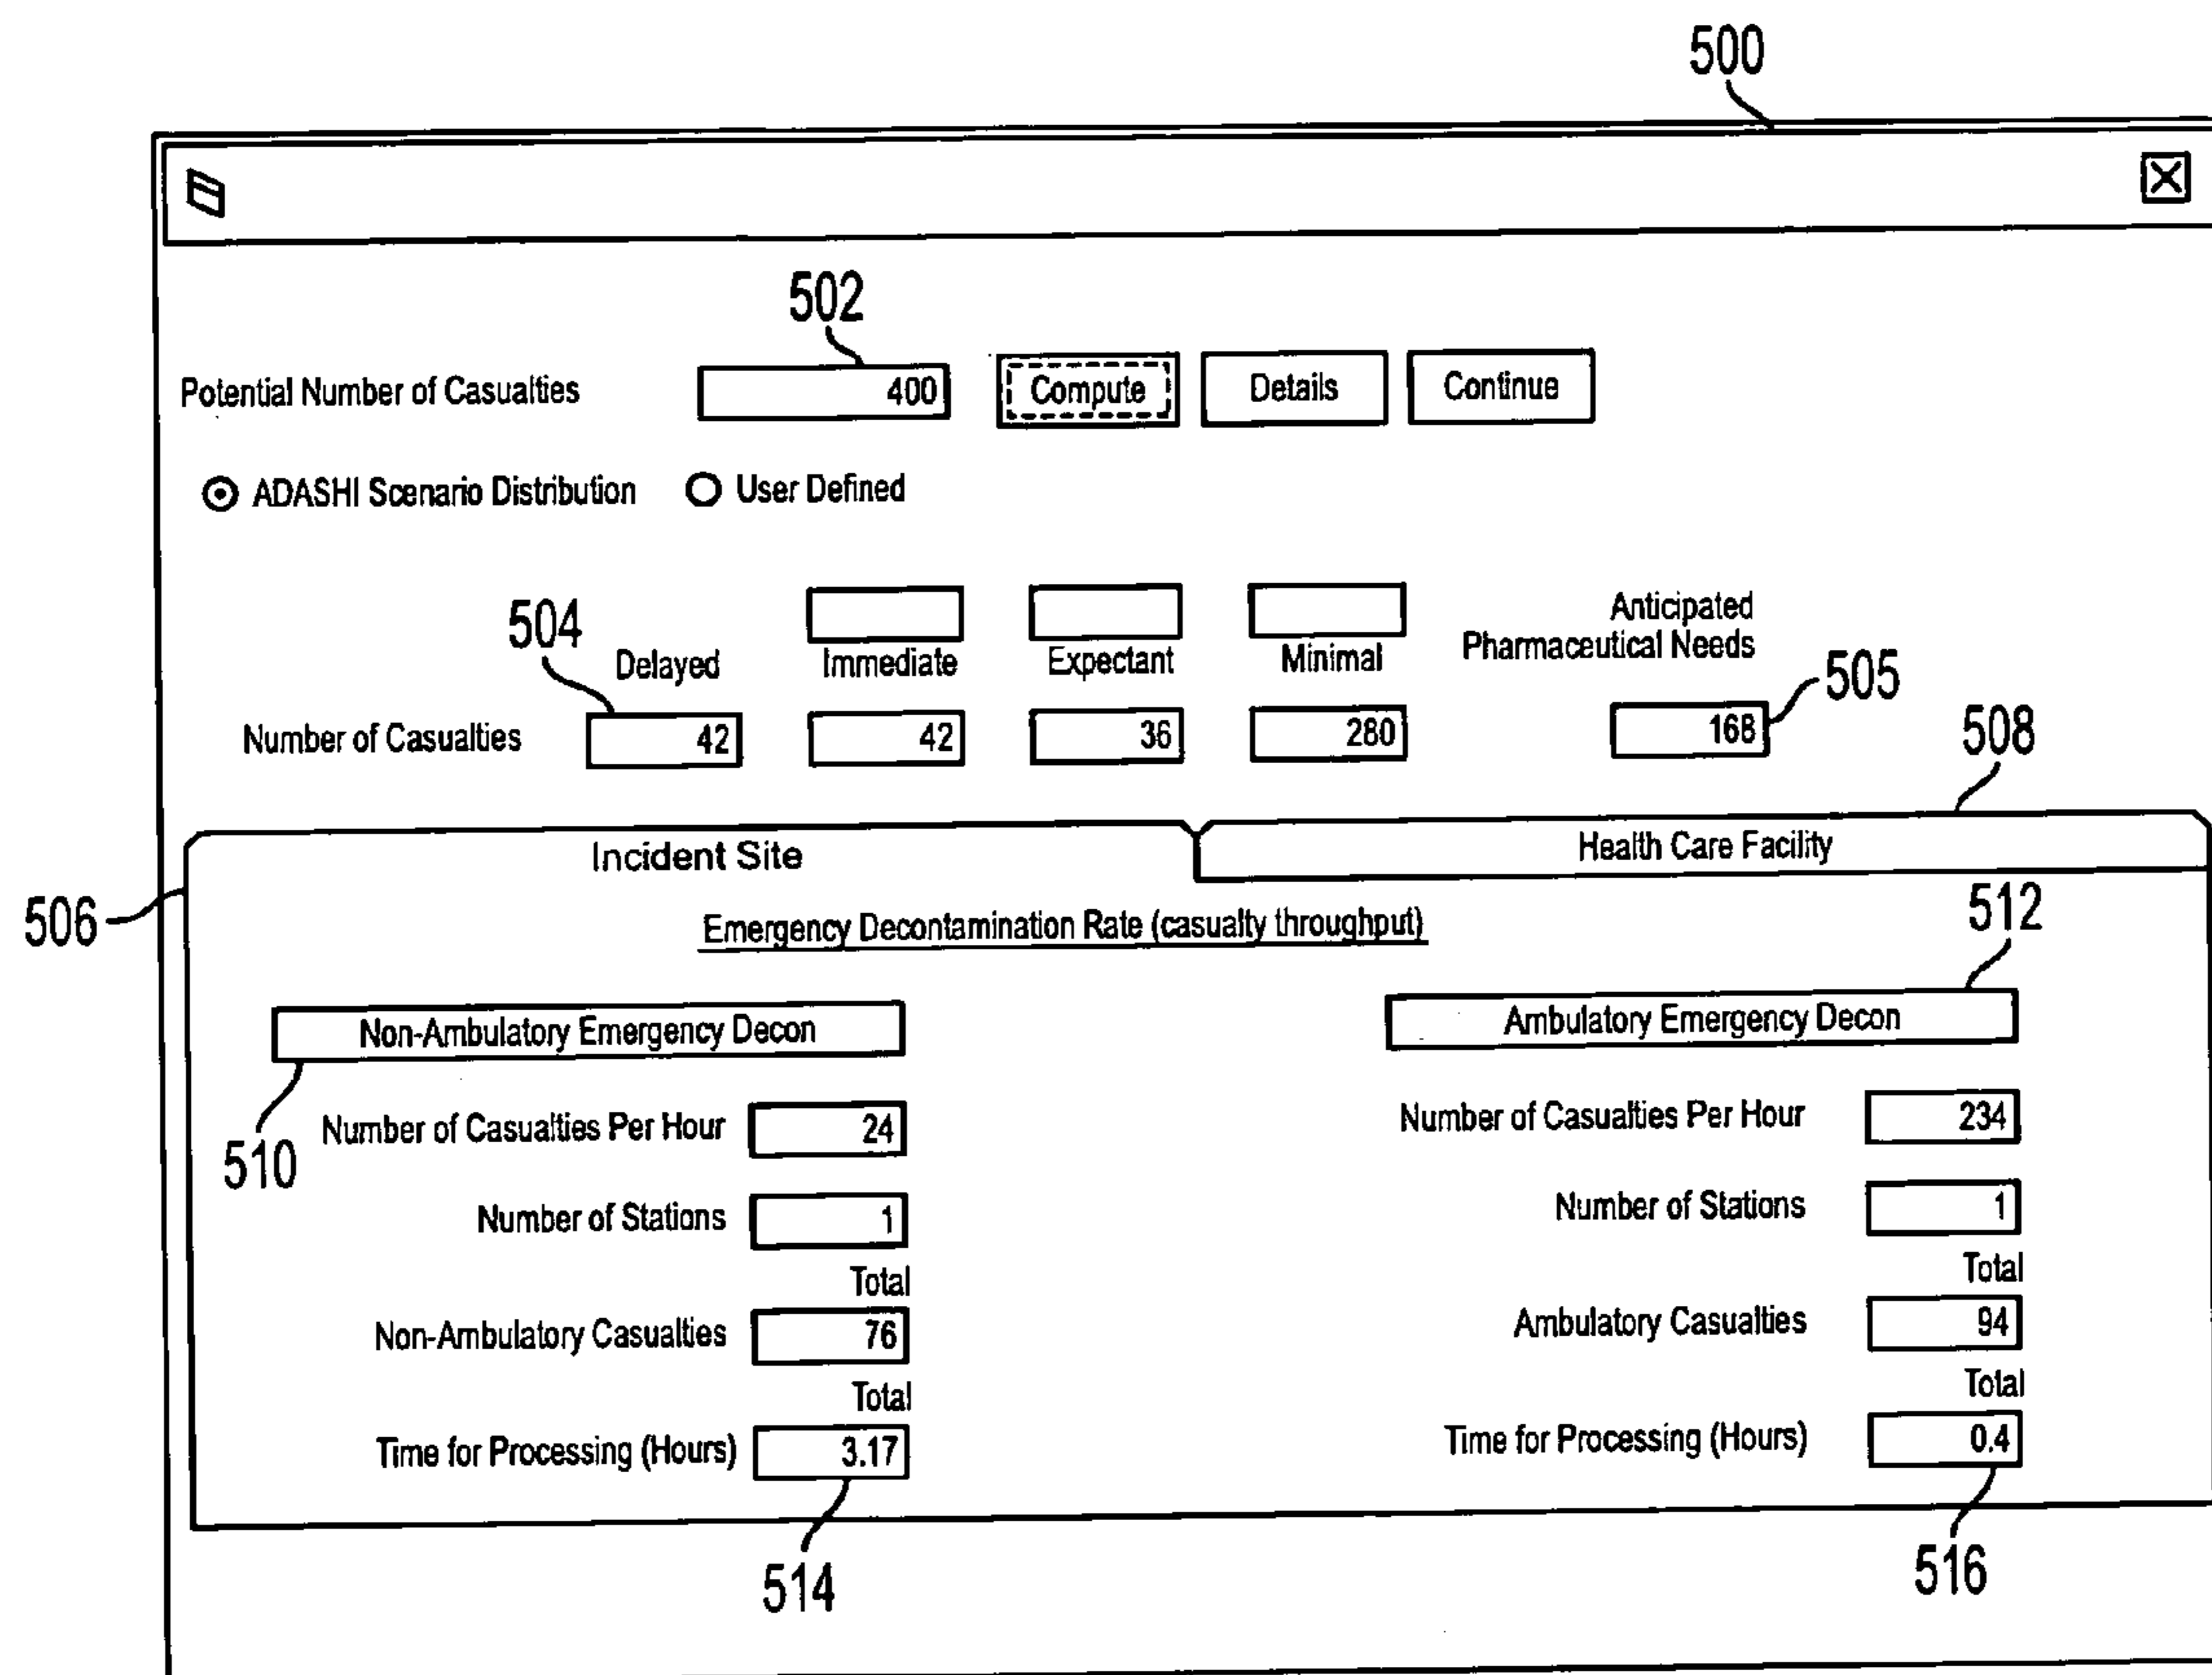 500
502
Potential Number of Casualties 400 Compute Details Continue
ADASHI Scenario Distribution User Defined
504 Delayed Immediate Expectant Minimal Anticipated Pharmaceutical Needs 505
Number of Casualties 42 42 36 280 168
508
Incident Site Health Care Facility
506
Emergency Decontamination Rate (casualty throughput)
512
Non-Ambulatory Emergency Decon Ambulatory Emergency Decon
510
Number of Casualties Per Hour 24 Number of Casualties Per Hour 234
Number of Stations 1 Number of Stations 1
Total Total
Non-Ambulatory Casualties 76 Ambulatory Casualties 94
Total Total
Time for Processing (Hours) 3.17 Time for Processing (Hours) 0.4
514 516